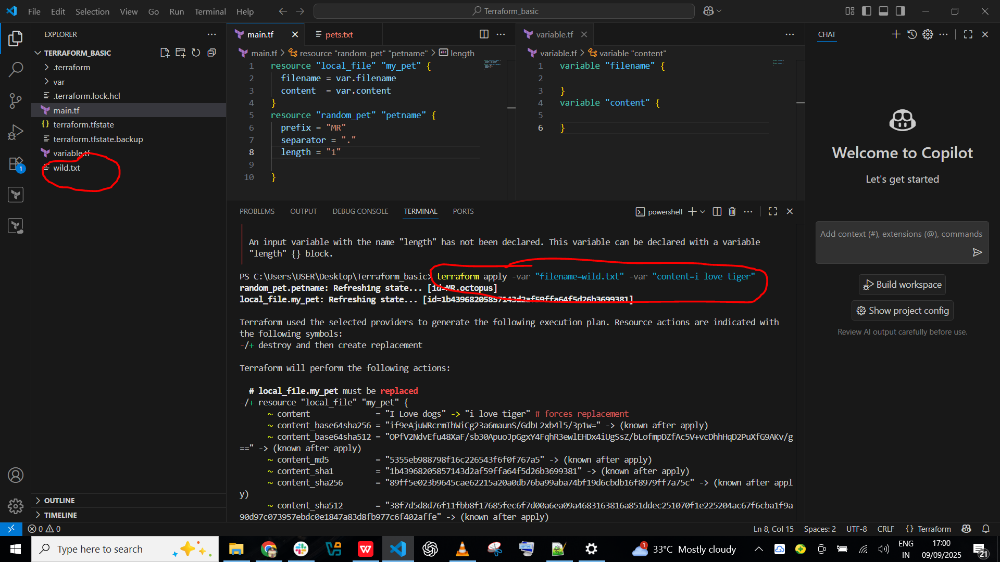 File Edit Selection View Go Run Terminal Help
Terraform_basic
EXPLORER
TERRAFORM_BASIC
.terraform
var
.terraform.lock.hcl
main.tf
terraform.tfstate
terraform.tfstate.backup
variable.tf
wild.txt
OUTLINE
TIMELINE
main.tf
pets.txt
main.tf > resource "random_pet" "petname" > length
1 resource "local_file" "my_pet" {
2 filename = var.filename
3 content  = var.content
4 }
5 resource "random_pet" "petname" {
6 prefix = "MR"
7 separator = "."
8 length = "1"
9
10 }
variable.tf
variable.tf > variable "content"
1 variable "filename" {
2
3 }
4 variable "content" {
5
6 }
PROBLEMS OUTPUT DEBUG CONSOLE TERMINAL PORTS
powershell
An input variable with the name "length" has not been declared. This variable can be declared with a variable
"length" {} block.
PS C:\Users\USER\Desktop\Terraform_basic> terraform apply -var "filename=wild.txt" -var "content=i love tiger"
random_pet.petname: Refreshing state... [id=MR.octopus]
local_file.my_pet: Refreshing state... [id=1b43968205857143d2af59ffa64f5d26b3699381]
Terraform used the selected providers to generate the following execution plan. Resource actions are indicated with
the following symbols:
-/+ destroy and then create replacement
Terraform will perform the following actions:
# local_file.my_pet must be replaced
-/+ resource "local_file" "my_pet" {
~ content = "I Love dogs" -> "i love tiger" # forces replacement
~ content_base64sha256 = "if9eAjuWRcrmIhWiCg23a6maunS/GdbL2xb4l5/3p1w=" -> (known after apply)
~ content_base64sha512 = "OPfV2NdvEfu48XaF/sb30ApuoJpGgxY4FqhR3ewlEHDx4iUgSsZ/bLofmpDZfAc5V+vcDhhHqD2PuXfG9AKv/g
==" -> (known after apply)
~ content_md5 = "5355eb988798f16c226543f6f0f767a5" -> (known after apply)
~ content_sha1 = "1b43968205857143d2af59ffa64f5d26b3699381" -> (known after apply)
~ content_sha256 = "89ff5e023b9645cae62215a20a0db76ba99aba74bf19d6cbdb16f8979ff7a75c" -> (known after appl
y)
~ content_sha512 = "38f7d5d8d76f11fbb8f17685fec6f7d00a6ea09a4683163816a851ddec251070f1e225204ac67f6cba1f9a
90d97c073957ebdc0e1847a83d8fb977c6f402affe" -> (known after apply)
CHAT
Welcome to Copilot
Let's get started
Add context (#), extensions (@), commands
Build workspace
Show project config
Review AI output carefully before use.
0 0
Ln 8, Col 15 Spaces: 2 UTF-8 CRLF {} Terraform
Type here to search
33°C Mostly cloudy
ENG
IN
17:00
09/09/2025
21